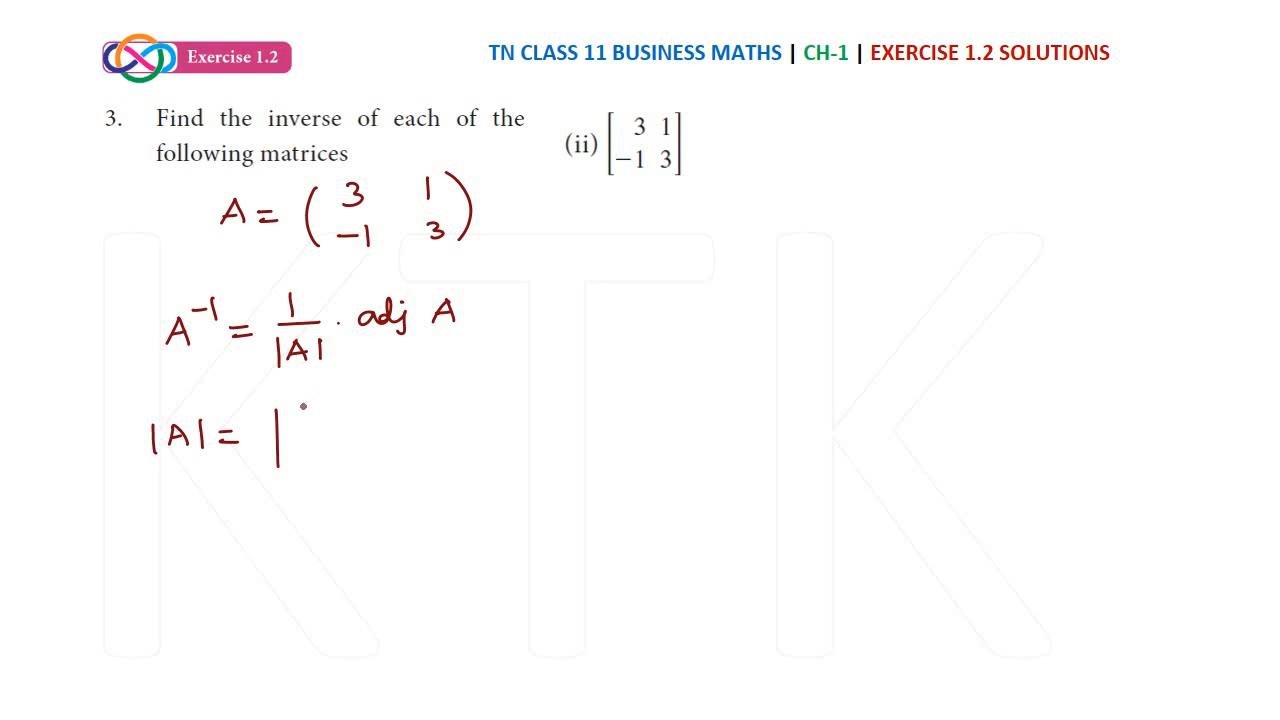 Exercise 1.2
TN CLASS 11 BUSINESS MATHS | CH-1 | EXERCISE 1.2 SOLUTIONS
3. Find the inverse of each of the
following matrices
(ii) [ 3 1
−1 3 ]
A = ( 3 1
−1 3 )
A⁻¹ = 1/|A| . adj A
|A| = |
KTK